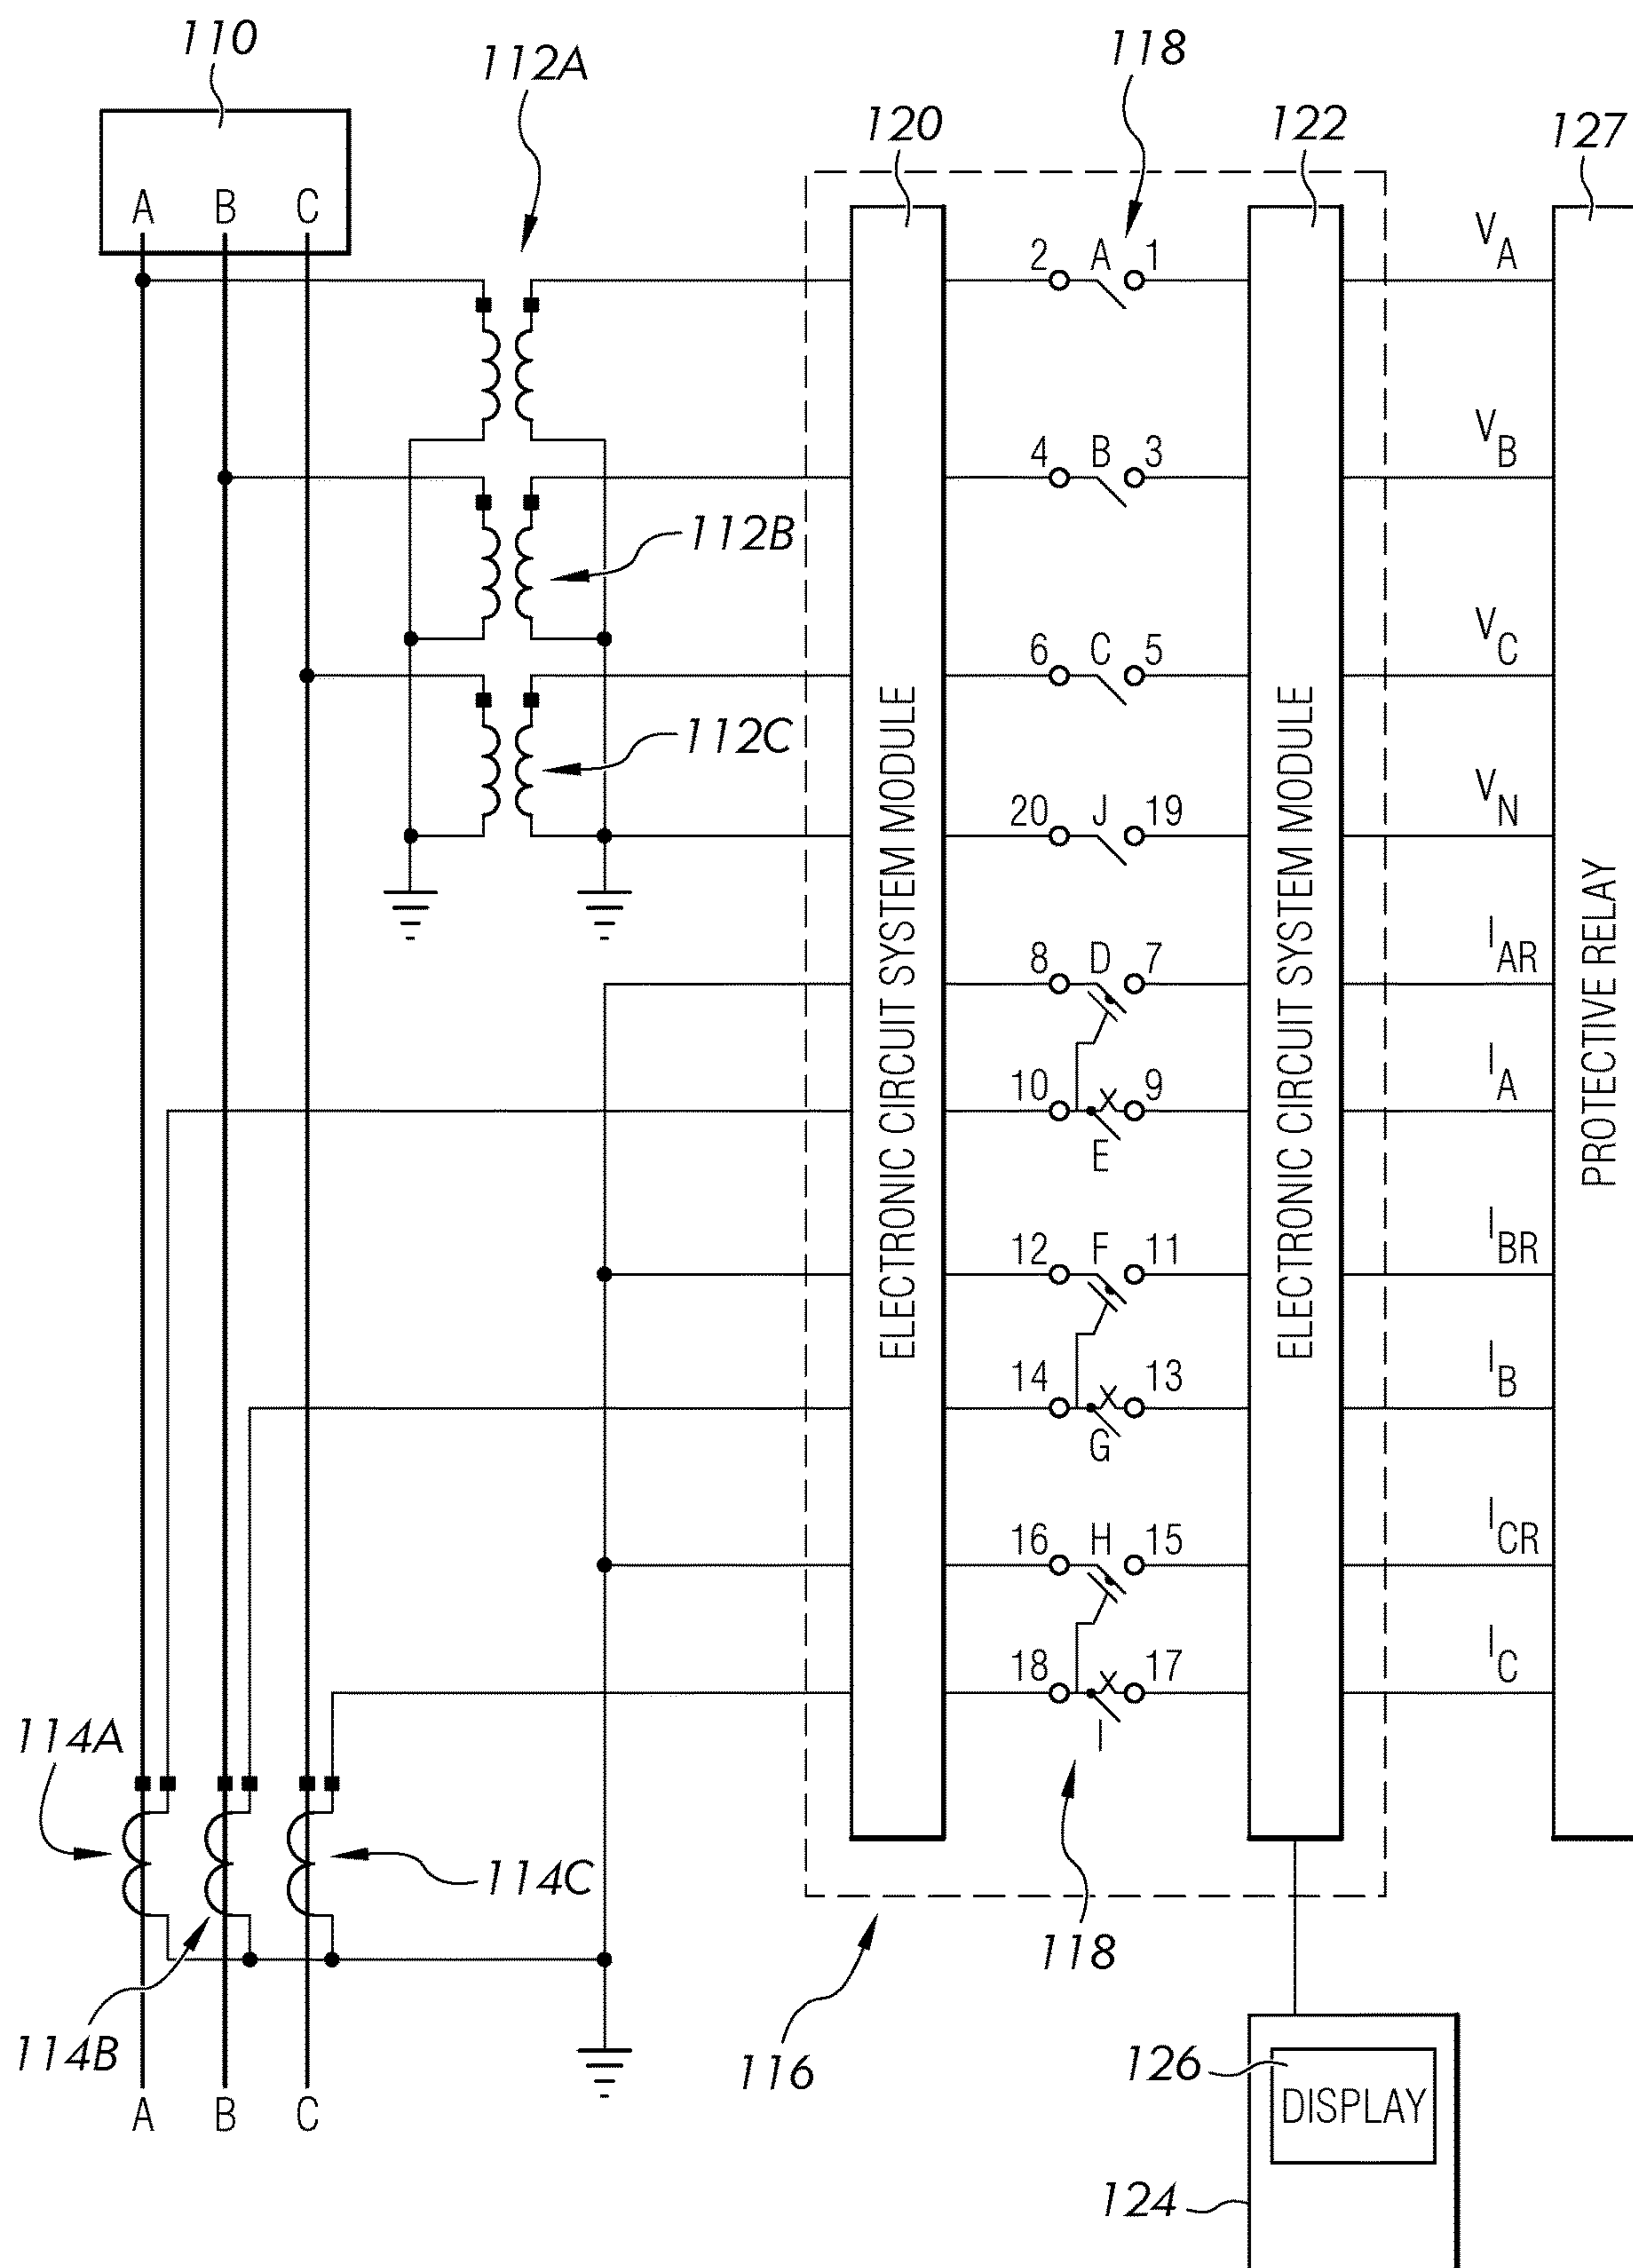 110
112A
118
120
122
127
A B C
2 A 1
V A
4 B 3
V B
112B
6 C 5
V C
112C
20 J 19
V N
8 D 7
I AR
10 9
I A
E
12 F 11
I BR
14 13
I B
G
16 H 15
I CR
18 17
I C
I
ELECTRONIC CIRCUIT SYSTEM MODULE
ELECTRONIC CIRCUIT SYSTEM MODULE
PROTECTIVE RELAY
114A
114C
114B
118
116
A B C
126
DISPLAY
124